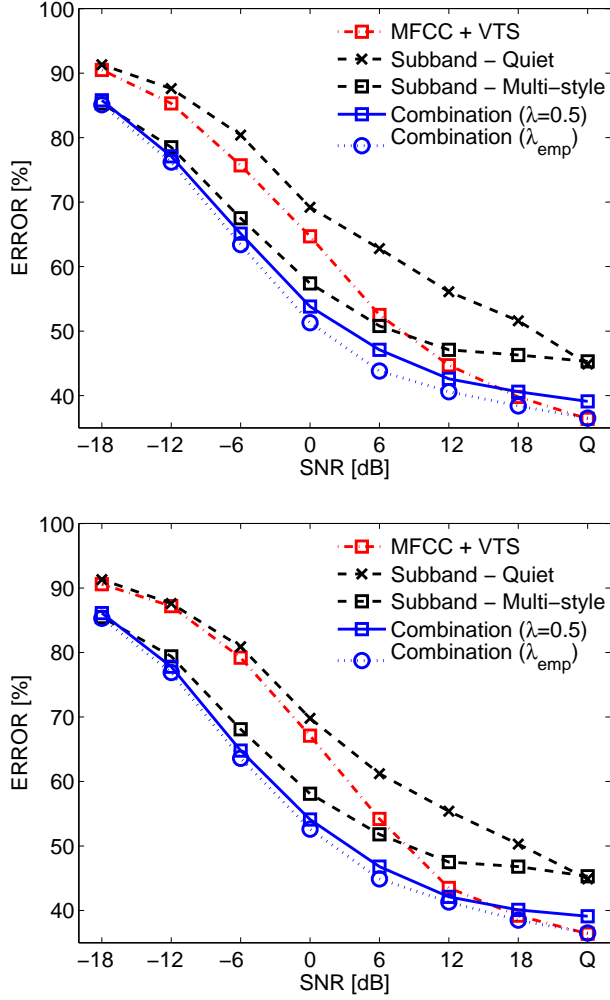 100
90
80
70
60
50
40
ERROR [%]
MFCC + VTS
Subband − Quiet
Subband − Multi−style
Combination (λ=0.5)
Combination (λemp)
−18 −12 −6 0 6 12 18 Q
SNR [dB]
100
90
80
70
60
50
40
ERROR [%]
MFCC + VTS
Subband − Quiet
Subband − Multi−style
Combination (λ=0.5)
Combination (λemp)
−18 −12 −6 0 6 12 18 Q
SNR [dB]